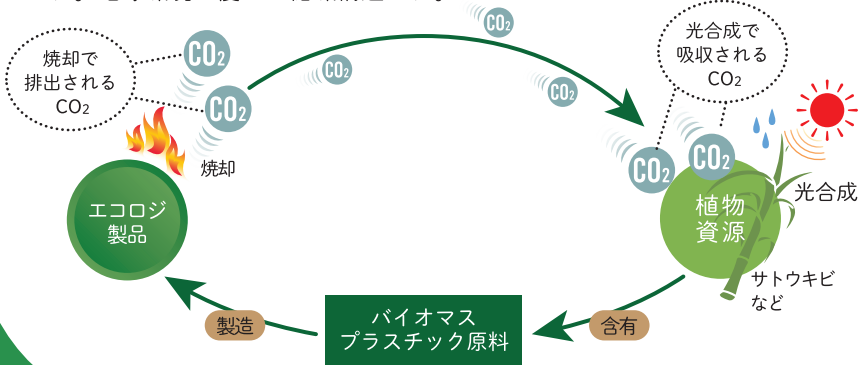 焼却で
排出される
CO2
CO2
CO2
焼却
CO2
CO2
CO2
光合成で
吸収される
CO2
CO2
CO2
光合成
植物
資源
サトウキビ
など
含有
バイオマス
プラスチック原料
製造
エコロジ
製品